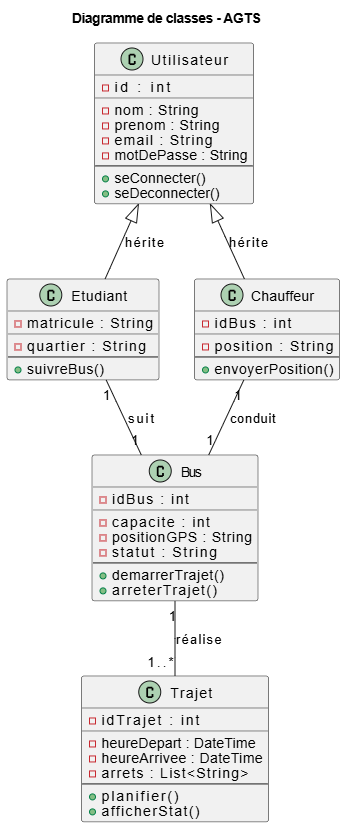 Diagramme de classes - AGTS
C Utilisateur
id : int
nom : String
prenom : String
email : String
motDePasse : String
seConnecter()
seDeconnecter()
hérite hérite
C Etudiant
matricule : String
quartier : String
suivreBus()
C Chauffeur
idBus : int
position : String
envoyerPosition()
1 1
suit conduit
1 1
C Bus
idBus : int
capacite : int
positionGPS : String
statut : String
demarrerTrajet()
arreterTrajet()
1
réalise
1..*
C Trajet
idTrajet : int
heureDepart : DateTime
heureArrivee : DateTime
arrets : List<String>
planifier()
afficherStat()